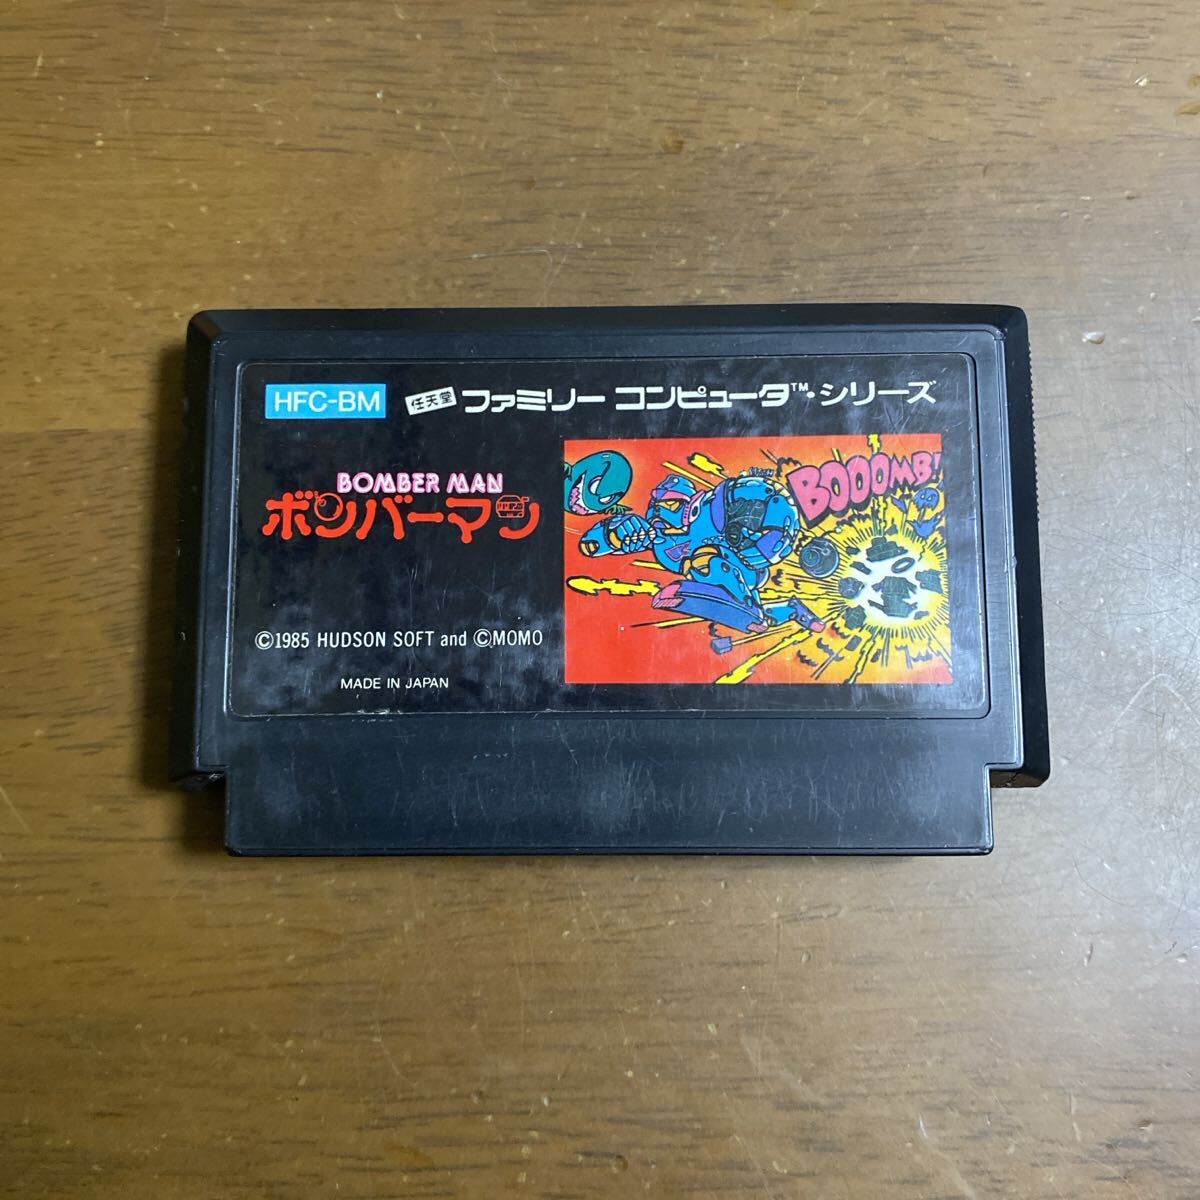 HFC-BM
任天堂 ファミリー コンピュータ™・シリーズ
BOMBER MAN
ボンバーマン
BOOOMB!
©1985 HUDSON SOFT and ©MOMO
MADE IN JAPAN